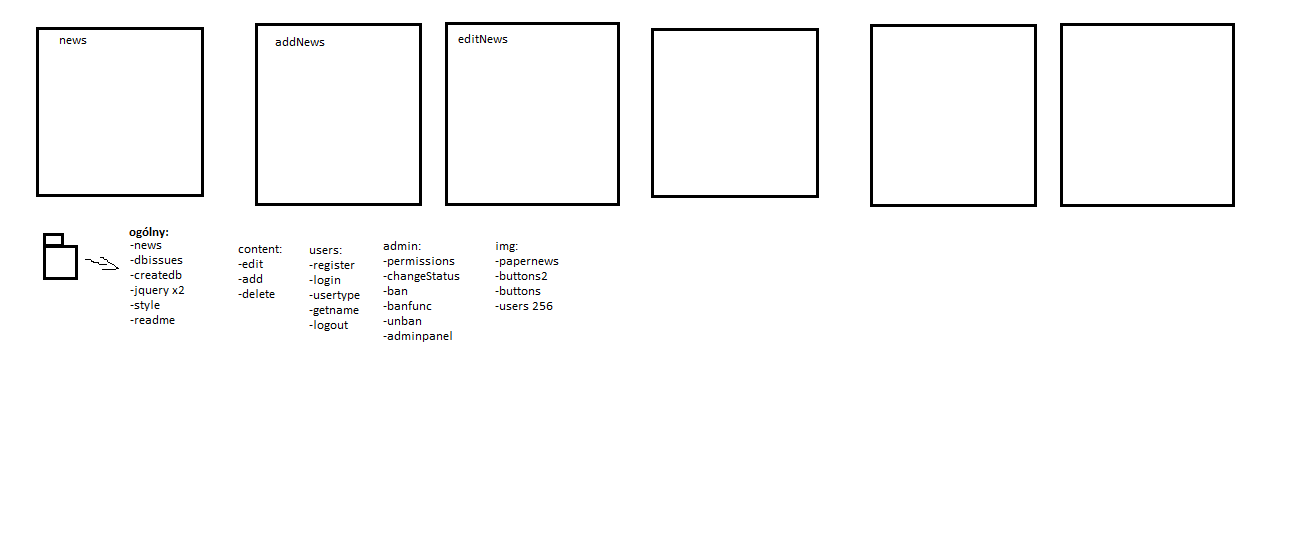 news
addNews
editNews
ogólny:
-news
-dbissues
-createdb
-jquery x2
-style
-readme
content:
-edit
-add
-delete
users:
-register
-login
-usertype
-getname
-logout
admin:
-permissions
-changeStatus
-ban
-banfunc
-unban
-adminpanel
img:
-papernews
-buttons2
-buttons
-users 256